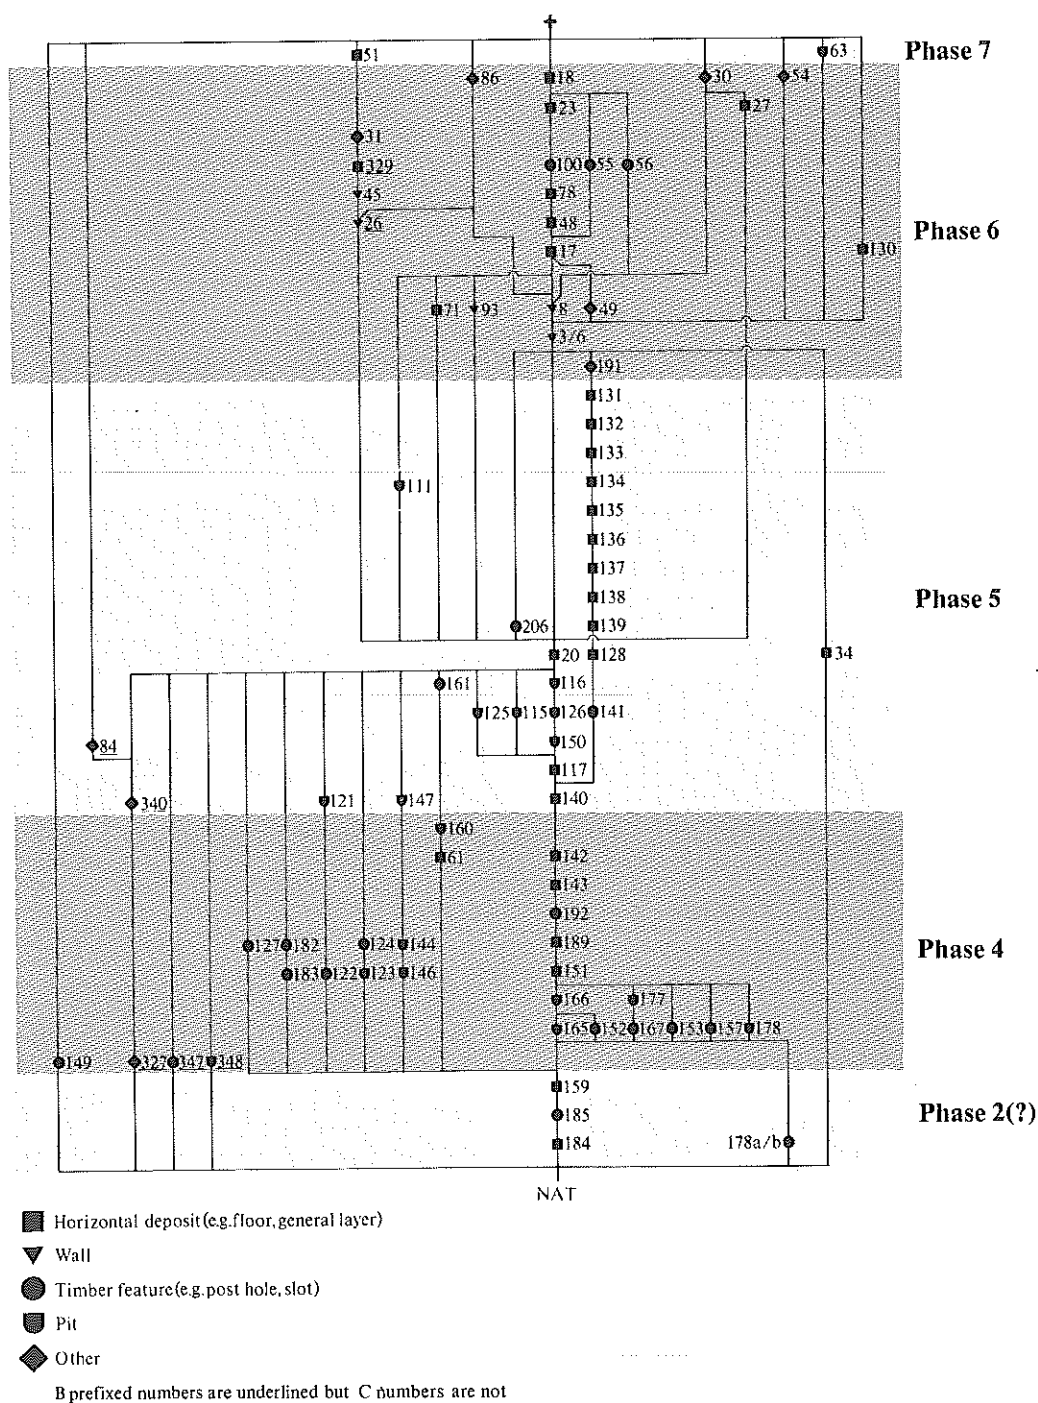 63
Phase 7
51
86 18 30 54
23 27
31
329 100 55 56
45 78
26 48
Phase 6
17 130
71 93 8 49
3/6
191
131
132
133
111 134
135
136
137
138
Phase 5
206 139
20 128 34
161 116
125 115 126 141
84 150
117
340 121 147 140
160
61 142
143
192
127 182 124 144 189
Phase 4
183 122 123 146 151
166 177
165 152 167 153 157 178
149 327 347 348
159
Phase 2(?)
185
184 178a/b
NAT
Horizontal deposit (e.g. floor, general layer)
Wall
Timber feature (e.g. post hole, slot)
Pit
Other
B prefixed numbers are underlined but C numbers are not